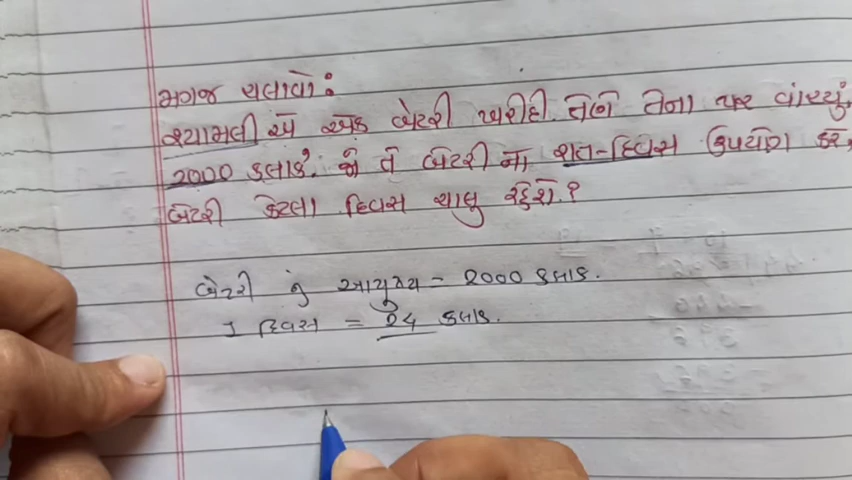 મગજ ચલાવો:
શ્યામલી એ એક બેટરી ખરીદી. તેણે તેના પર વાંચ્યું,
2000 કલાક. જો તે બેટરી ના રાત-દિવસ ઉપયોગ કરે,
બેટરી કેટલા દિવસ ચાલુ રહેશે.?
બેટરી નું આયુષ્ય = 2000 કલાક.
1 દિવસ = 24 કલાક.